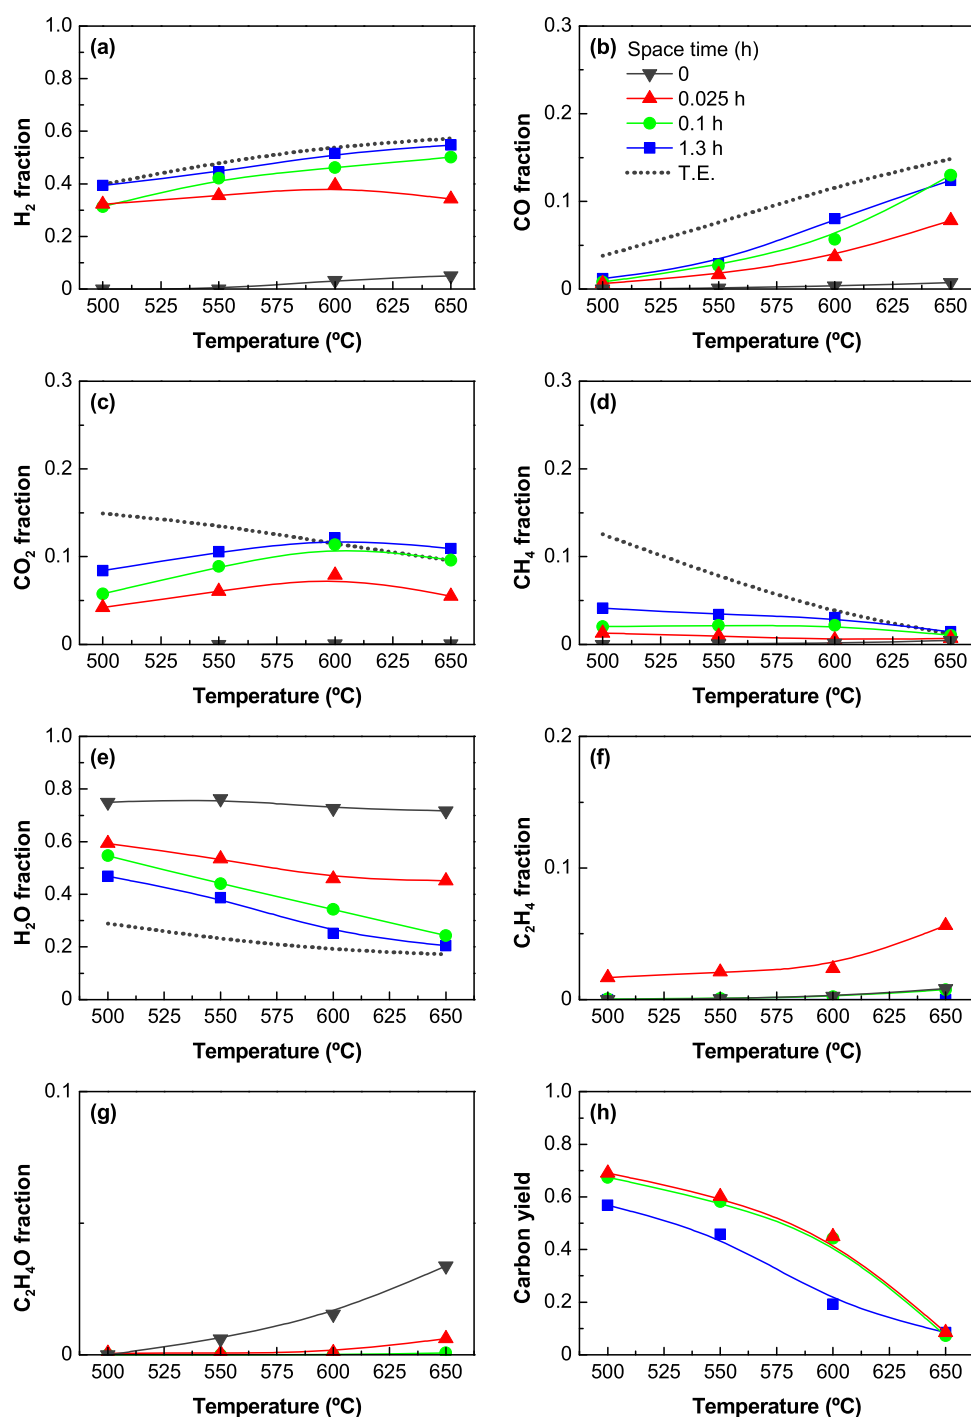 (a)
H2 fraction
1.0
0.8
0.6
0.4
0.2
0
500 525 550 575 600 625 650
Temperature (ºC)
(b)
CO fraction
0.3
0.2
0.1
0
Space time (h)
0
0.025 h
0.1 h
1.3 h
T.E.
500 525 550 575 600 625 650
Temperature (ºC)
(c)
CO2 fraction
0.3
0.2
0.1
0
500 525 550 575 600 625 650
Temperature (ºC)
(d)
CH4 fraction
0.3
0.2
0.1
0
500 525 550 575 600 625 650
Temperature (ºC)
(e)
H2O fraction
1.0
0.8
0.6
0.4
0.2
0
500 525 550 575 600 625 650
Temperature (ºC)
(f)
C2H4 fraction
0.2
0.1
0
500 525 550 575 600 625 650
Temperature (ºC)
(g)
C2H4O fraction
0.1
0
500 525 550 575 600 625 650
Temperature (ºC)
(h)
Carbon yield
1.0
0.8
0.6
0.4
0.2
0.0
500 525 550 575 600 625 650
Temperature (ºC)